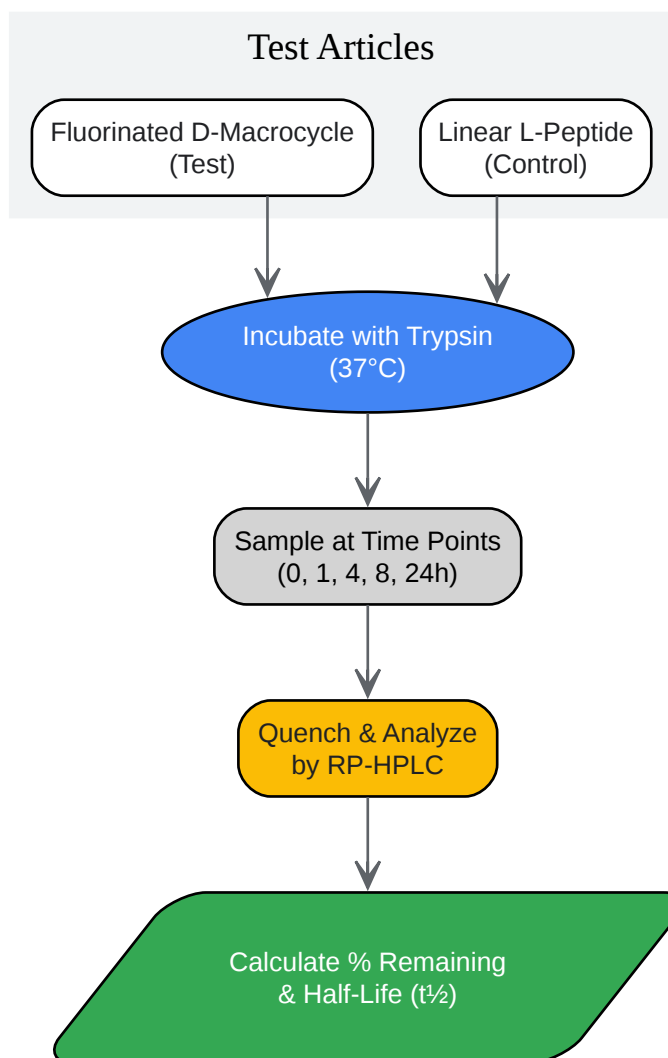 Test Articles
Fluorinated D-Macrocycle
(Test)
Linear L-Peptide
(Control)
Incubate with Trypsin
(37°C)
Sample at Time Points
(0, 1, 4, 8, 24h)
Quench & Analyze
by RP-HPLC
Calculate % Remaining
& Half-Life (t½)